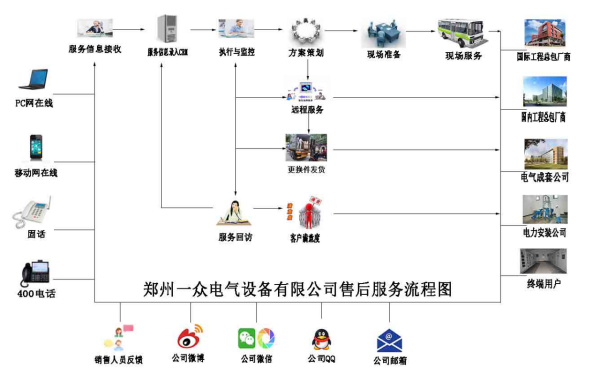 服务信息接收
服务信息录入CRM
执行与监控
方案策划
现场准备
现场服务
国际工程总包厂商
PC网在线
远程服务
国内工程总包厂商
移动网在线
更换件发货
电气成套公司
固话
服务回访
客户满意度
电力安装公司
400电话
终端用户
郑州一众电气设备有限公司售后服务流程图
销售人员反馈
公司微博
公司微信
公司QQ
公司邮箱